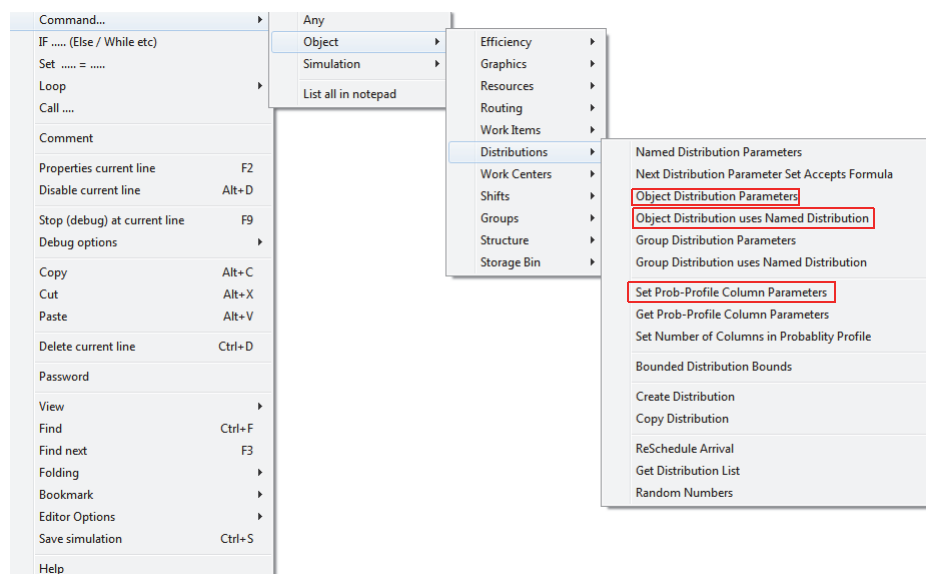 Command...
IF ..... (Else / While etc)
Set ..... = .....
Loop
Call ....
Comment
Properties current line F2
Disable current line Alt+D
Stop (debug) at current line F9
Debug options
Copy Alt+C
Cut Alt+X
Paste Alt+V
Delete current line Ctrl+D
Password
View
Find Ctrl+F
Find next F3
Folding
Bookmark
Editor Options
Save simulation Ctrl+S
Help
Any
Object
Simulation
List all in notepad
Efficiency
Graphics
Resources
Routing
Work Items
Distributions
Work Centers
Shifts
Groups
Structure
Storage Bin
Named Distribution Parameters
Next Distribution Parameter Set Accepts Formula
Object Distribution Parameters
Object Distribution uses Named Distribution
Group Distribution Parameters
Group Distribution uses Named Distribution
Set Prob-Profile Column Parameters
Get Prob-Profile Column Parameters
Set Number of Columns in Probablity Profile
Bounded Distribution Bounds
Create Distribution
Copy Distribution
ReSchedule Arrival
Get Distribution List
Random Numbers